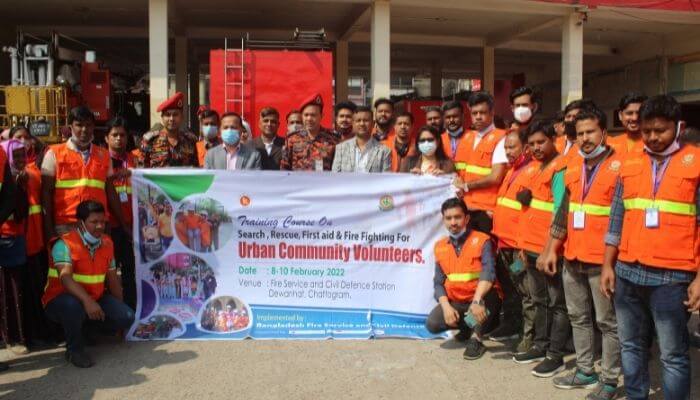 Training Course On
Search, Rescue, First aid & Fire Fighting For
Urban Community Volunteers.
Date : 8-10 February 2022
Venue : Fire Service and Civil Defence Station
Dewanhat, Chattogram.
Implemented by:
Bangladesh Fire Service and Civil Defence